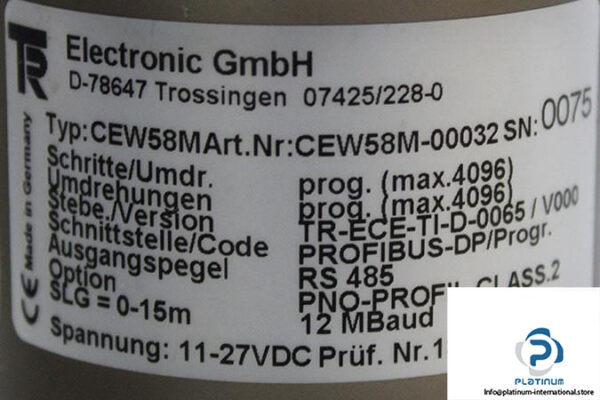 TR
Electronic GmbH
D-78647 Trossingen 07425/228-0
Typ:CEW58M Art.Nr:CEW58M-00032 SN: 0075
Schritte/Umdr. prog. (max.4096)
Umdrehungen prog. (max.4096)
Stebe./Version TR-ECE-TI-D-0065 / V000
Schnittstelle/Code PROFIBUS-DP/Progr.
Ausgangspegel RS 485
Option PNO-PROFIL CLASS.2
SLG = 0-15m 12 MBaud
Spannung: 11-27VDC Prüf. Nr.
Made in Germany
CE
PLATINUM
Info@platinum-international.store